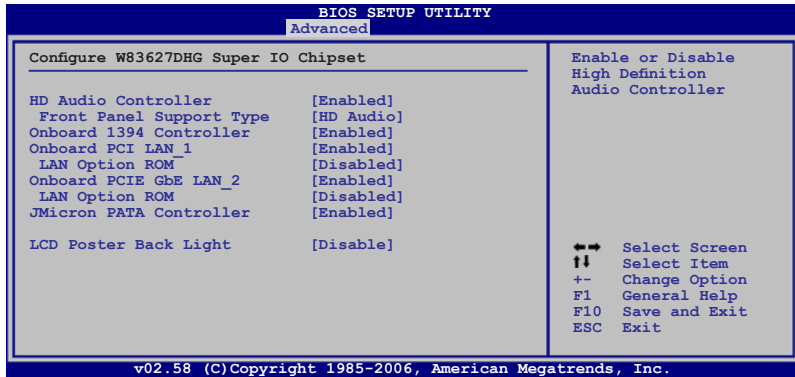 BIOS SETUP UTILITY
Advanced
Configure W83627DHG Super IO Chipset
HD Audio Controller [Enabled]
Front Panel Support Type [HD Audio]
Onboard 1394 Controller [Enabled]
Onboard PCI LAN_1 [Enabled]
LAN Option ROM [Disabled]
Onboard PCIE GbE LAN_2 [Enabled]
LAN Option ROM [Disabled]
JMicron PATA Controller [Enabled]
LCD Poster Back Light [Disable]
Enable or Disable
High Definition
Audio Controller
←→ Select Screen
↑↓ Select Item
+- Change Option
F1 General Help
F10 Save and Exit
ESC Exit
v02.58 (C)Copyright 1985-2006, American Megatrends, Inc.